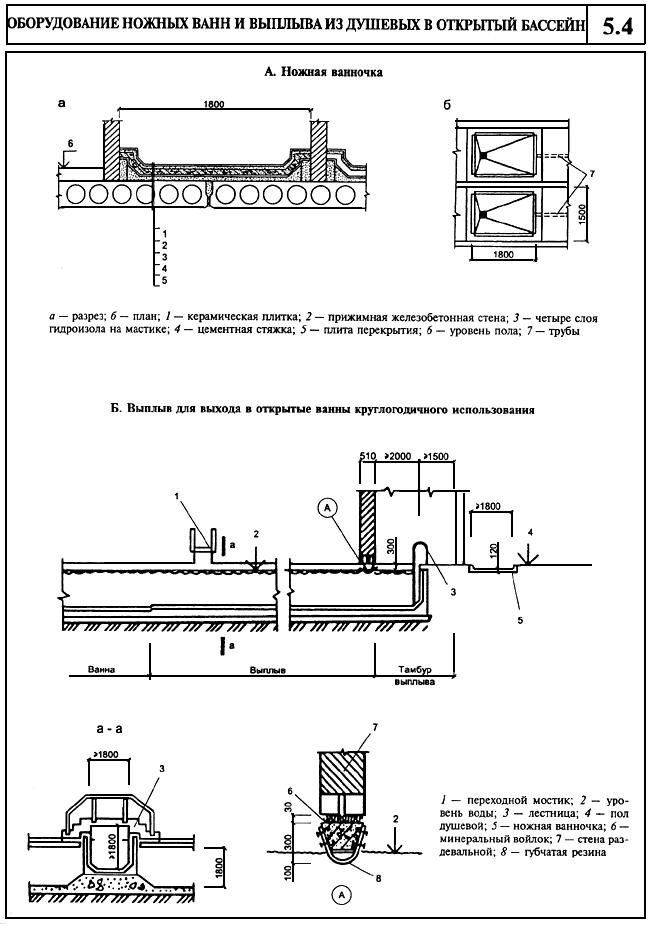 ОБОРУДОВАНИЕ НОЖНЫХ ВАНН И ВЫПЛЫВА ИЗ ДУШЕВЫХ В ОТКРЫТЫЙ БАССЕЙН
5.4
А. Ножная ванночка
а
1800
б
6
7
1500
1800
1
2
3
4
5
а — разрез; б — план; 1 — керамическая плитка; 2 — прижимная железобетонная стена; 3 — четыре слоя
гидроизола на мастике; 4 — цементная стяжка; 5 — плита перекрытия; 6 — уровень пола; 7 — трубы
Б. Выплыв для выхода в открытые ванны круглогодичного использования
510
≥2000
≥1500
1
А
≥1800
а
2
300
120
4
3
5
а
Ванна
Выплыв
Тамбур
выплыва
а - а
≥1800
3
≥1800
1800
7
6
30
300
100
2
8
А
1 — переходной мостик; 2 — уро-
вень воды; 3 — лестница; 4 — пол
душевой; 5 — ножная ванночка; 6 —
минеральный войлок; 7 — стена раз-
девальной; 8 — губчатая резина